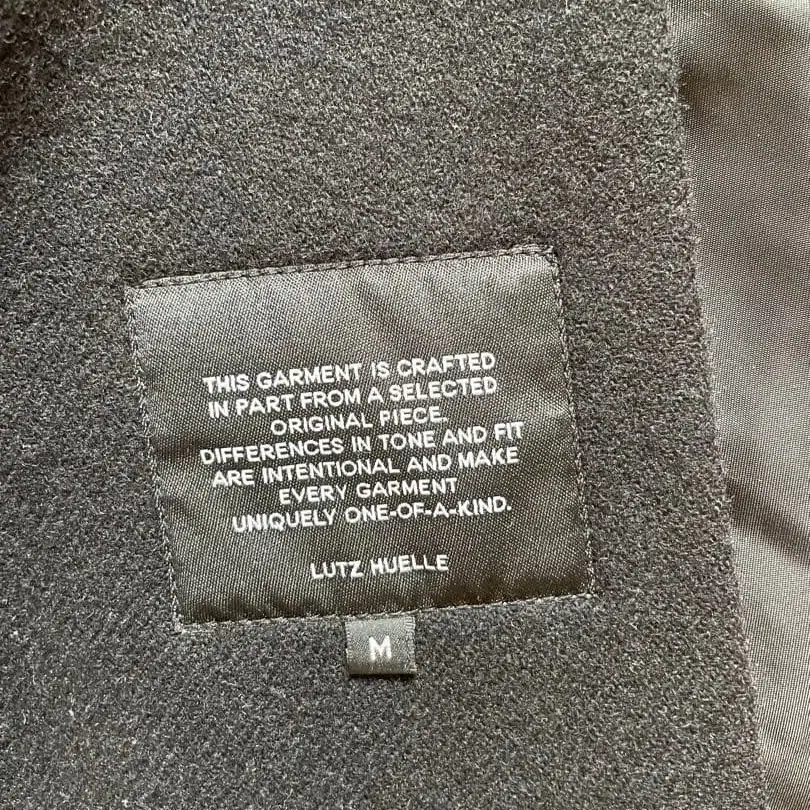 THIS GARMENT IS CRAFTED
IN PART FROM A SELECTED
ORIGINAL PIECE.
DIFFERENCES IN TONE AND FIT
ARE INTENTIONAL AND MAKE
EVERY GARMENT
UNIQUELY ONE-OF-A-KIND.
LUTZ HUELLE
M